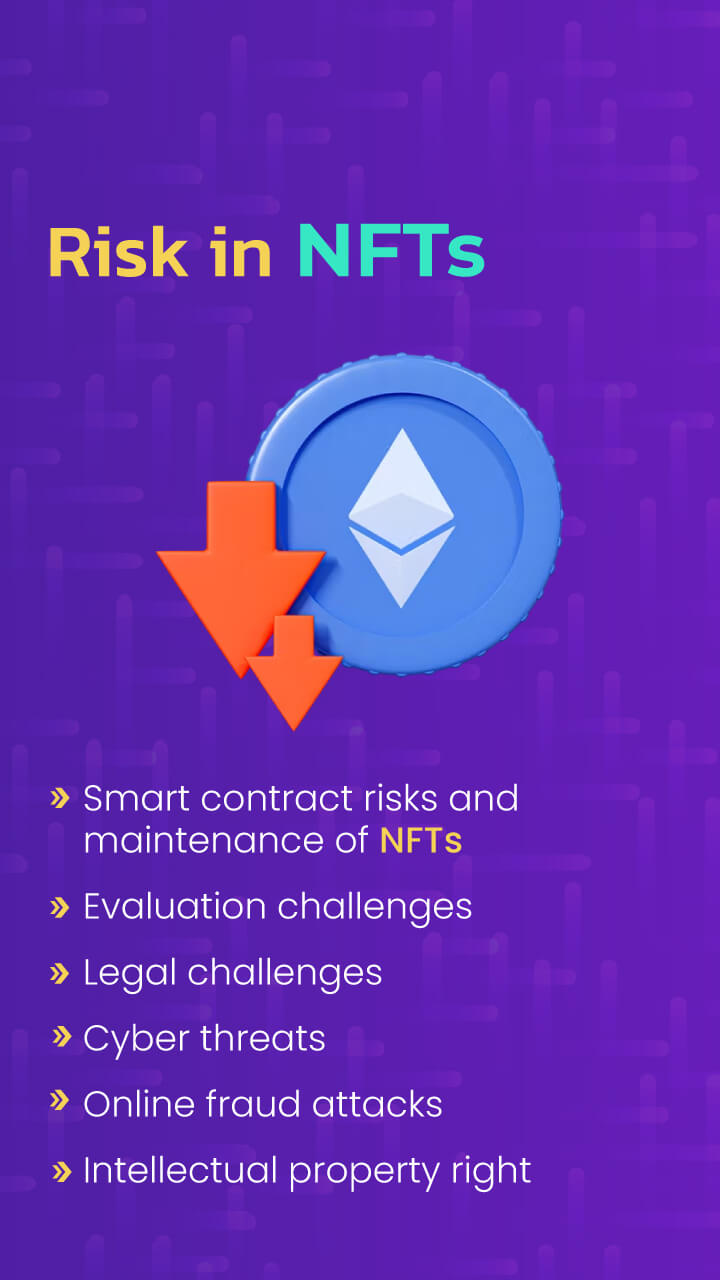 Risk in NFTs
Smart contract risks and
maintenance of NFTs
Evaluation challenges
Legal challenges
Cyber threats
Online fraud attacks
Intellectual property right